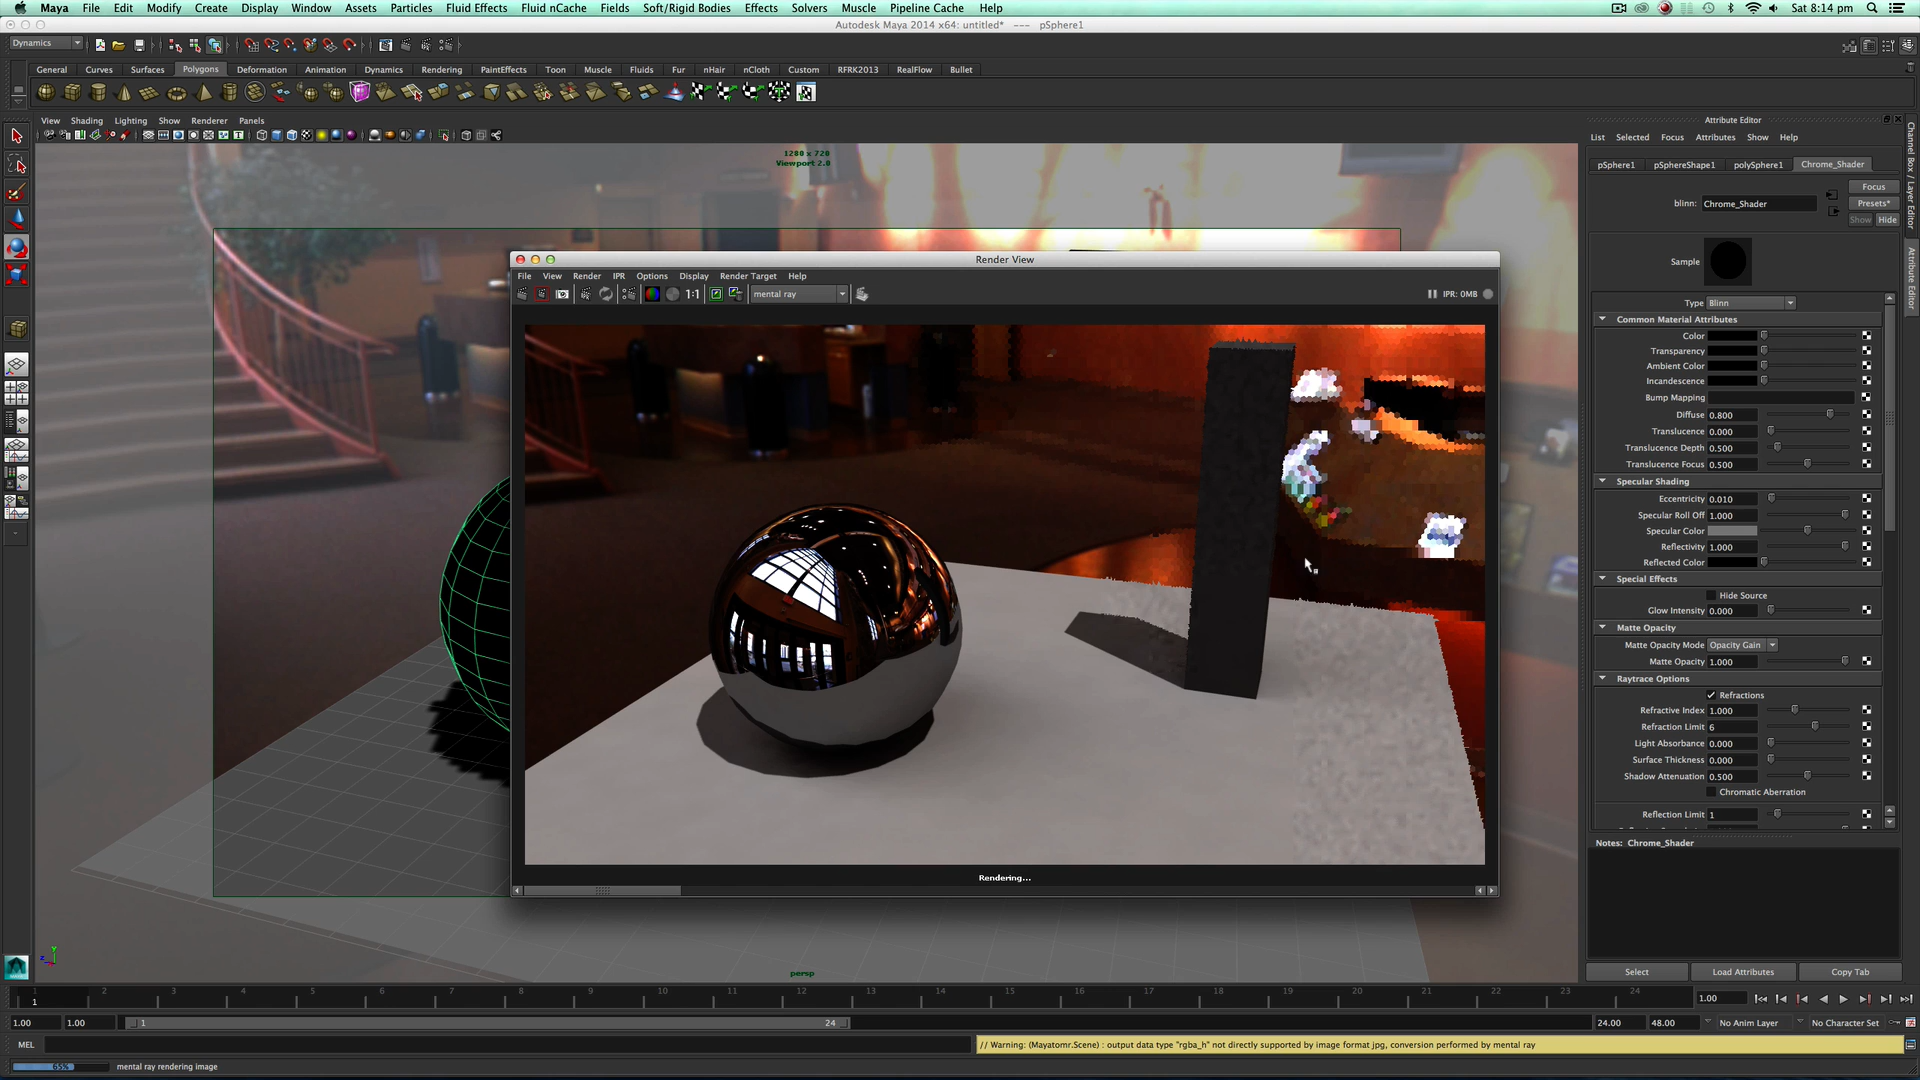 Maya File Edit Modify Create Display Window Assets Particles Fluid Effects Fluid nCache Fields Soft/Rigid Bodies Effects Solvers Muscle Pipeline Cache Help Sat 8:14 pm
Autodesk Maya 2014 x64: untitled* --- pSphere1
Dynamics
General Curves Surfaces Polygons Deformation Animation Dynamics Rendering PaintEffects Toon Muscle Fluids Fur nHair nCloth Custom RFRK2013 RealFlow Bullet
View Shading Lighting Show Renderer Panels
1280 x 720
Viewport 2.0
Render View
File View Render IPR Options Display Render Target Help
1:1 mental ray IPR: 0MB
Rendering...
persp
Attribute Editor
List Selected Focus Attributes Show Help
pSphere1 pSphereShape1 polySphere1 Chrome_Shader
Focus
blinn: Chrome_Shader Presets*
Show Hide
Sample
Type Blinn
Common Material Attributes
Color
Transparency
Ambient Color
Incandescence
Bump Mapping
Diffuse 0.800
Translucence 0.000
Translucence Depth 0.500
Translucence Focus 0.500
Specular Shading
Eccentricity 0.010
Specular Roll Off 1.000
Specular Color
Reflectivity 1.000
Reflected Color
Special Effects
Hide Source
Glow Intensity 0.000
Matte Opacity
Matte Opacity Mode Opacity Gain
Matte Opacity 1.000
Raytrace Options
Refractions
Refractive Index 1.000
Refraction Limit 6
Light Absorbance 0.000
Surface Thickness 0.000
Shadow Attenuation 0.500
Chromatic Aberration
Reflection Limit 1
Notes: Chrome_Shader
Select Load Attributes Copy Tab
Channel Box / Layer Editor
Attribute Editor
1 2 3 4 5 6 7 8 9 10 11 12 13 14 15 16 17 18 19 20 21 22 23 24
1 1.00
1.00 1.00 1 24 24.00 48.00 No Anim Layer No Character Set
MEL // Warning: (Mayatomr.Scene) : output data type "rgba_h" not directly supported by image format jpg, conversion performed by mental ray
65% mental ray rendering image